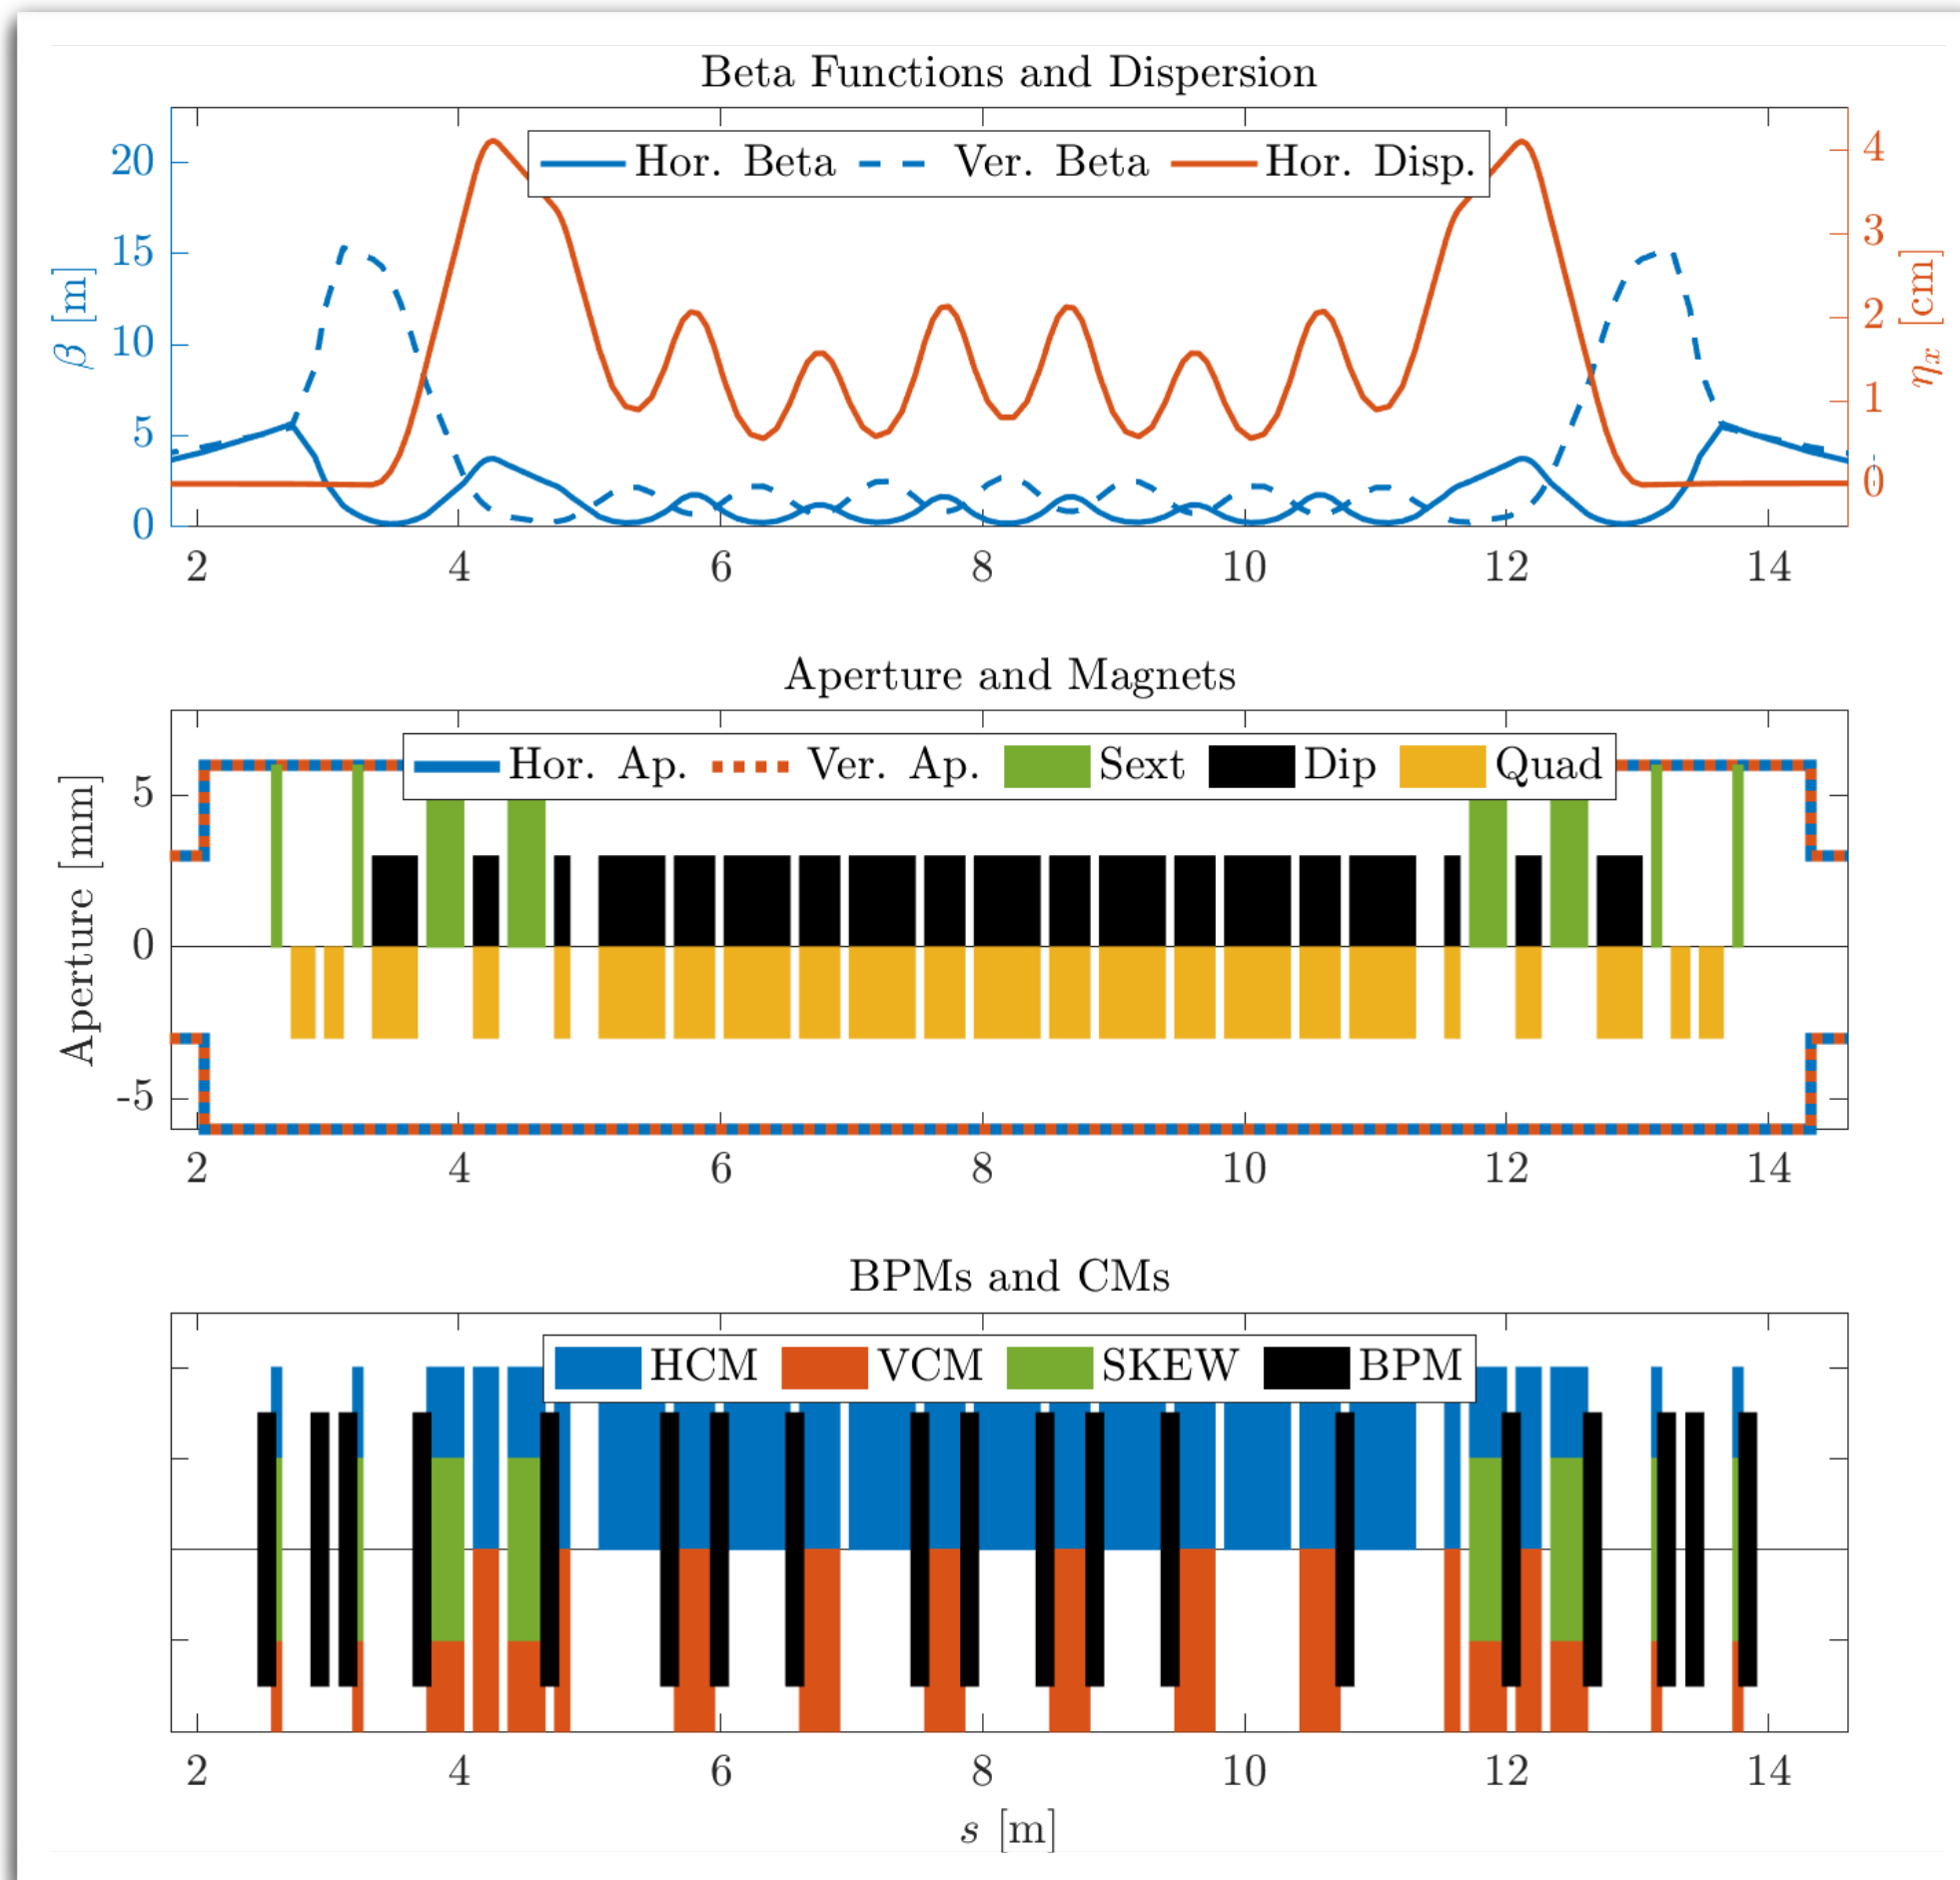 Beta Functions and Dispersion
Hor. Beta Ver. Beta Hor. Disp.
20
15
10
5
0
β [m]
4
3
2
1
0
ηx [cm]
2 4 6 8 10 12 14
Aperture and Magnets
Hor. Ap. Ver. Ap. Sext Dip Quad
5
0
-5
Aperture [mm]
2 4 6 8 10 12 14
BPMs and CMs
HCM VCM SKEW BPM
2 4 6 8 10 12 14
s [m]